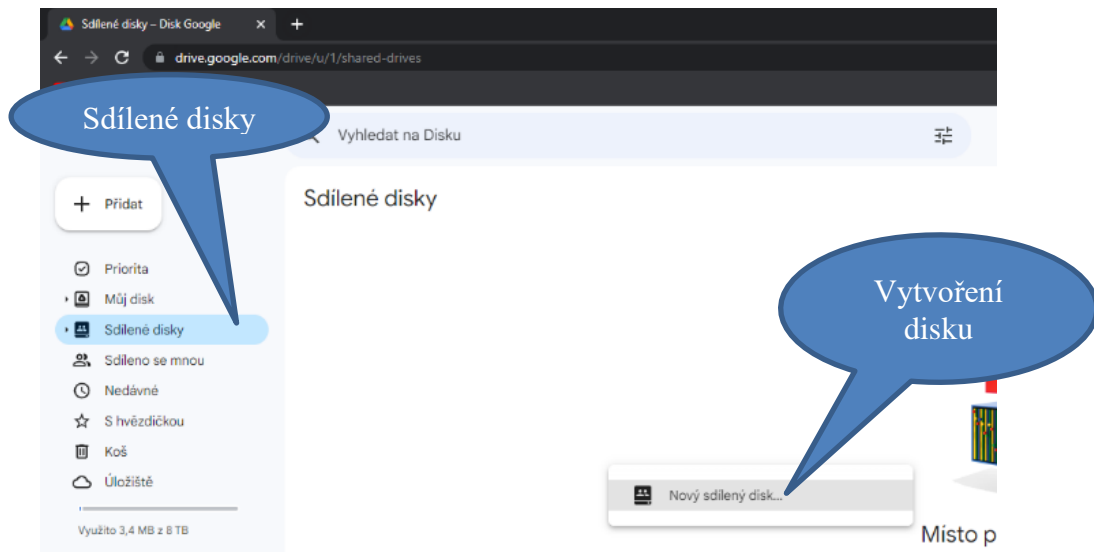 Sdílené disky – Disk Google
drive.google.com/drive/u/1/shared-drives
Sdílené disky
Vyhledat na Disku
Přidat
Sdílené disky
Priorita
Můj disk
Sdílené disky
Sdíleno se mnou
Nedávné
S hvězdičkou
Koš
Úložiště
Využito 3,4 MB z 8 TB
Vytvoření
disku
Nový sdílený disk...
Místo p